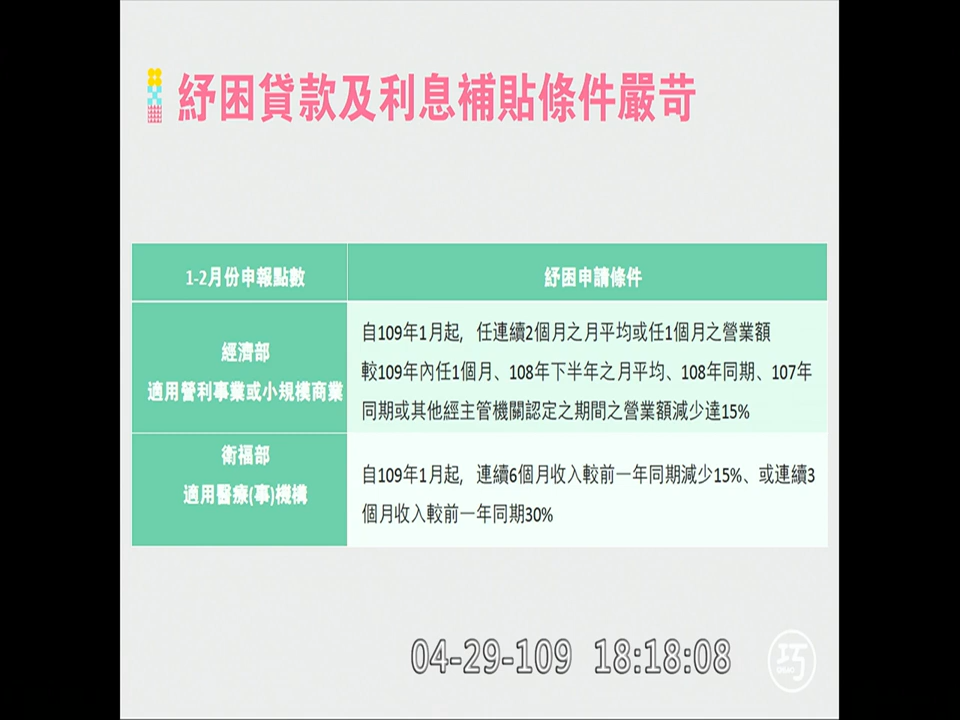 紓困貸款及利息補貼條件嚴苛
1-2月份申報點數
紓困申請條件
經濟部
適用營利事業或小規模商業
自109年1月起，任連續2個月之月平均或任1個月之營業額
較109年內任1個月、108年下半年之月平均、108年同期、107年
同期或其他經主管機關認定之期間之營業額減少達15%
衛福部
適用醫療(事)機構
自109年1月起，連續6個月收入較前一年同期減少15%、或連續3
個月收入較前一年同期30%
04-29-109 18:18:08
巧